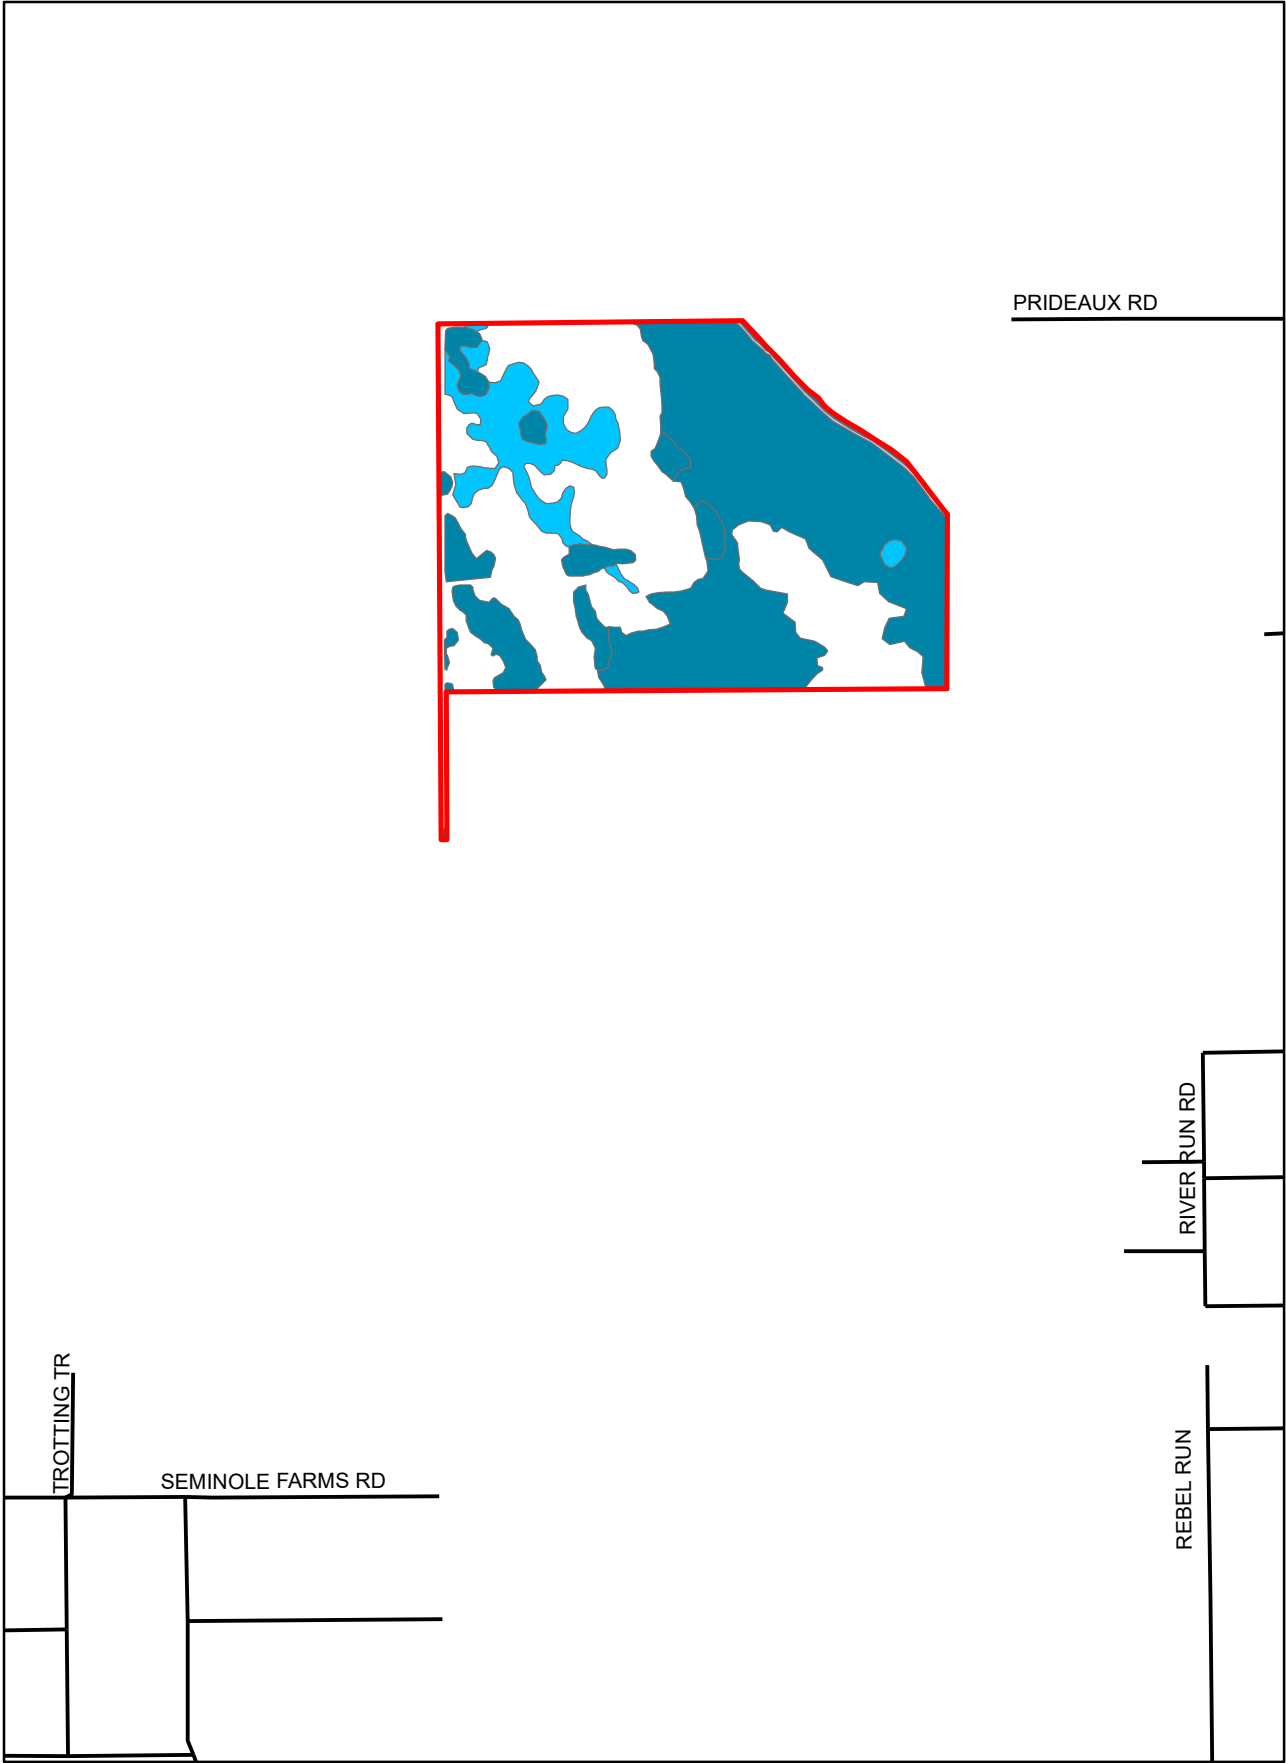 PRIDEAUX RD
RIVER RUN RD
TROTTING TR
SEMINOLE FARMS RD
REBEL RUN